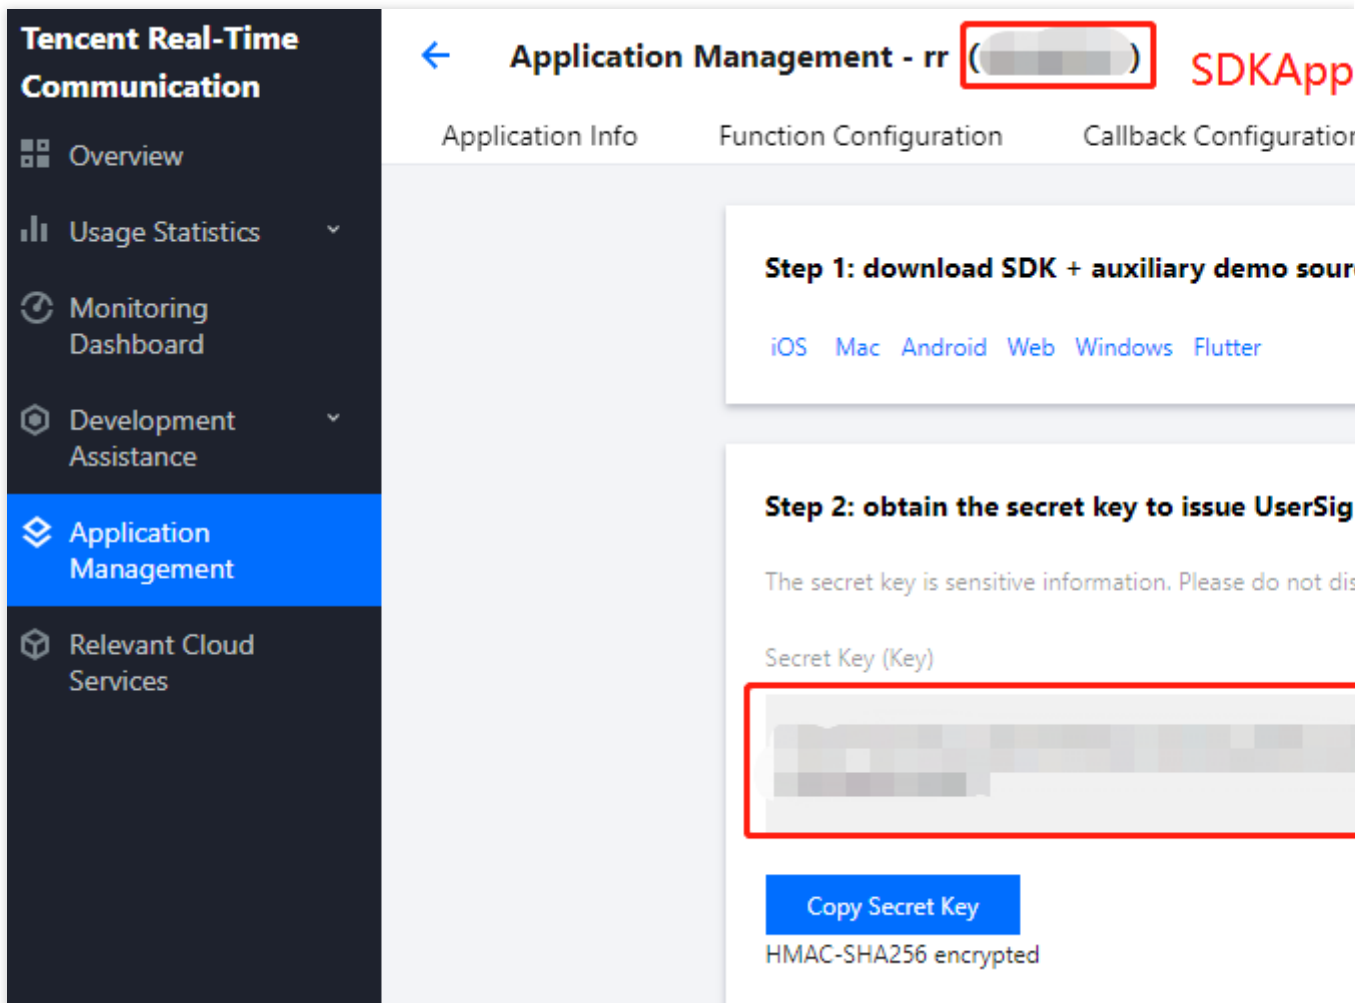 Tencent Real-Time
Communication
Overview
Usage Statistics
Monitoring
Dashboard
Development
Assistance
Application
Management
Relevant Cloud
Services
Application Management - rr ( )
SDKApp
Application Info Function Configuration Callback Configuration
Step 1: download SDK + auxiliary demo sour
iOS Mac Android Web Windows Flutter
Step 2: obtain the secret key to issue UserSig
The secret key is sensitive information. Please do not dis
Secret Key (Key)
Copy Secret Key
HMAC-SHA256 encrypted